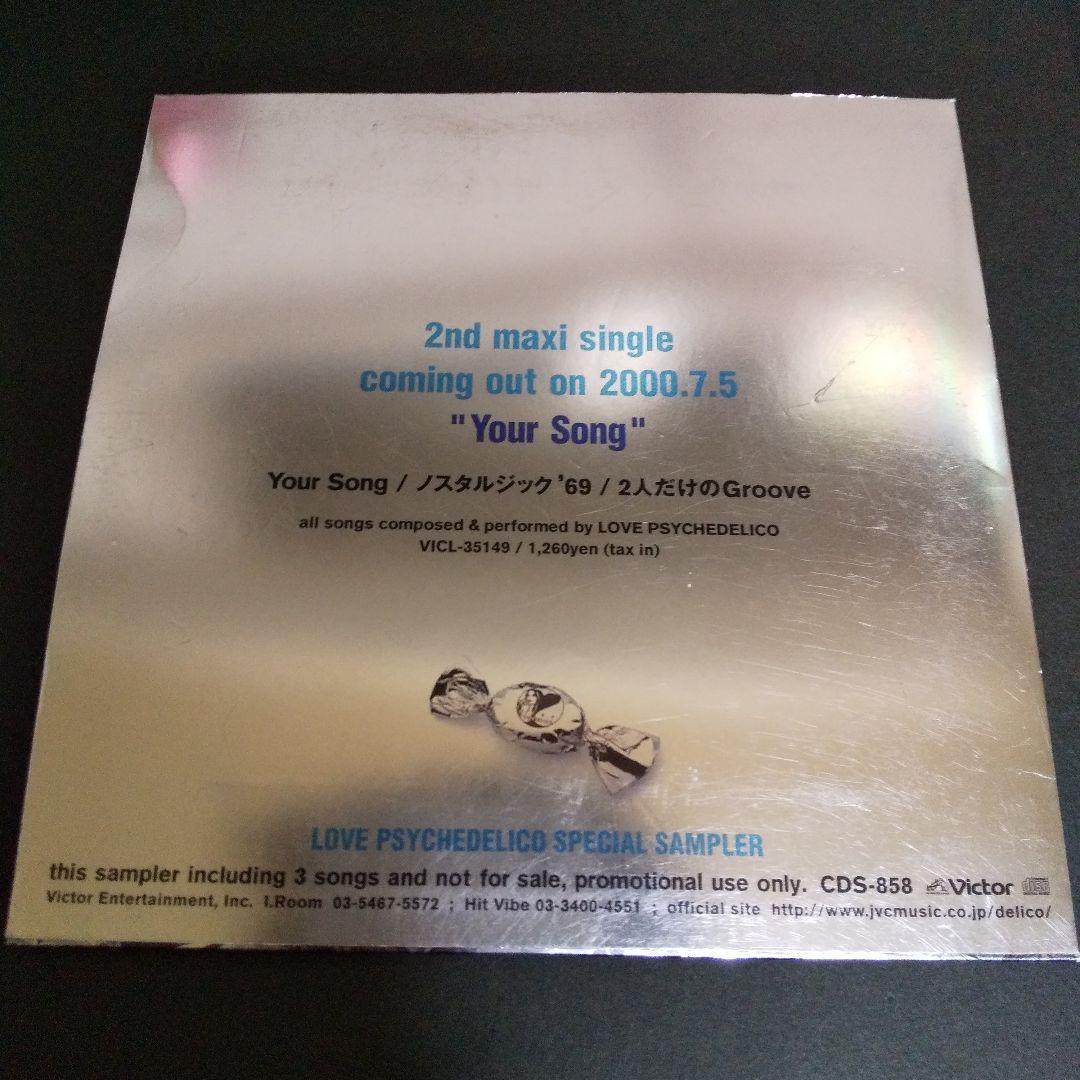 2nd maxi single
coming out on 2000.7.5
"Your Song"
Your Song / ノスタルジック '69 / 2人だけのGroove
all songs composed & performed by LOVE PSYCHEDELICO
VICL-35149 / 1,260yen (tax in)
LOVE PSYCHEDELICO SPECIAL SAMPLER
this sampler including 3 songs and not for sale, promotional use only. CDS-858 Victor
Victor Entertainment, Inc. I.Room 03-5467-5572 ; Hit Vibe 03-3400-4551 ; official site http://www.jvcmusic.co.jp/delico/